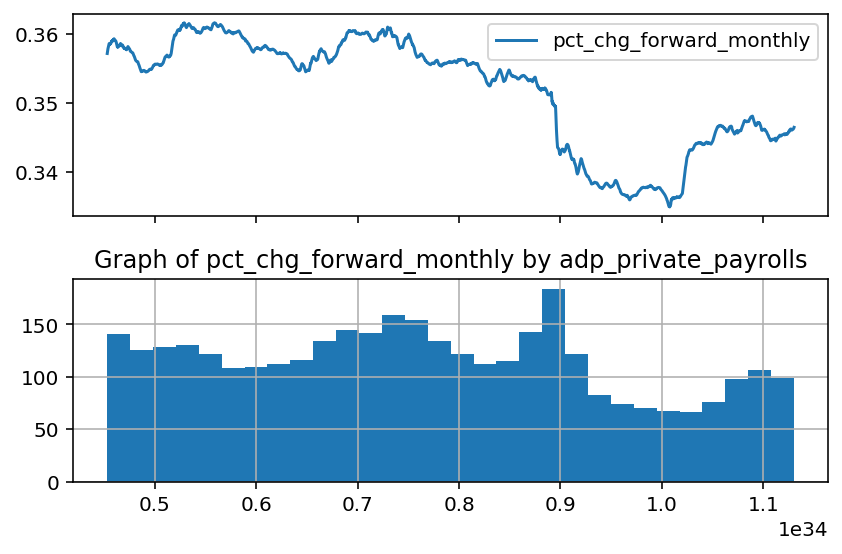 0.36
pct_chg_forward_monthly
0.35
0.34
Graph of pct_chg_forward_monthly by adp_private_payrolls
150
100
50
0
0.5 0.6 0.7 0.8 0.9 1.0 1.1
1e34